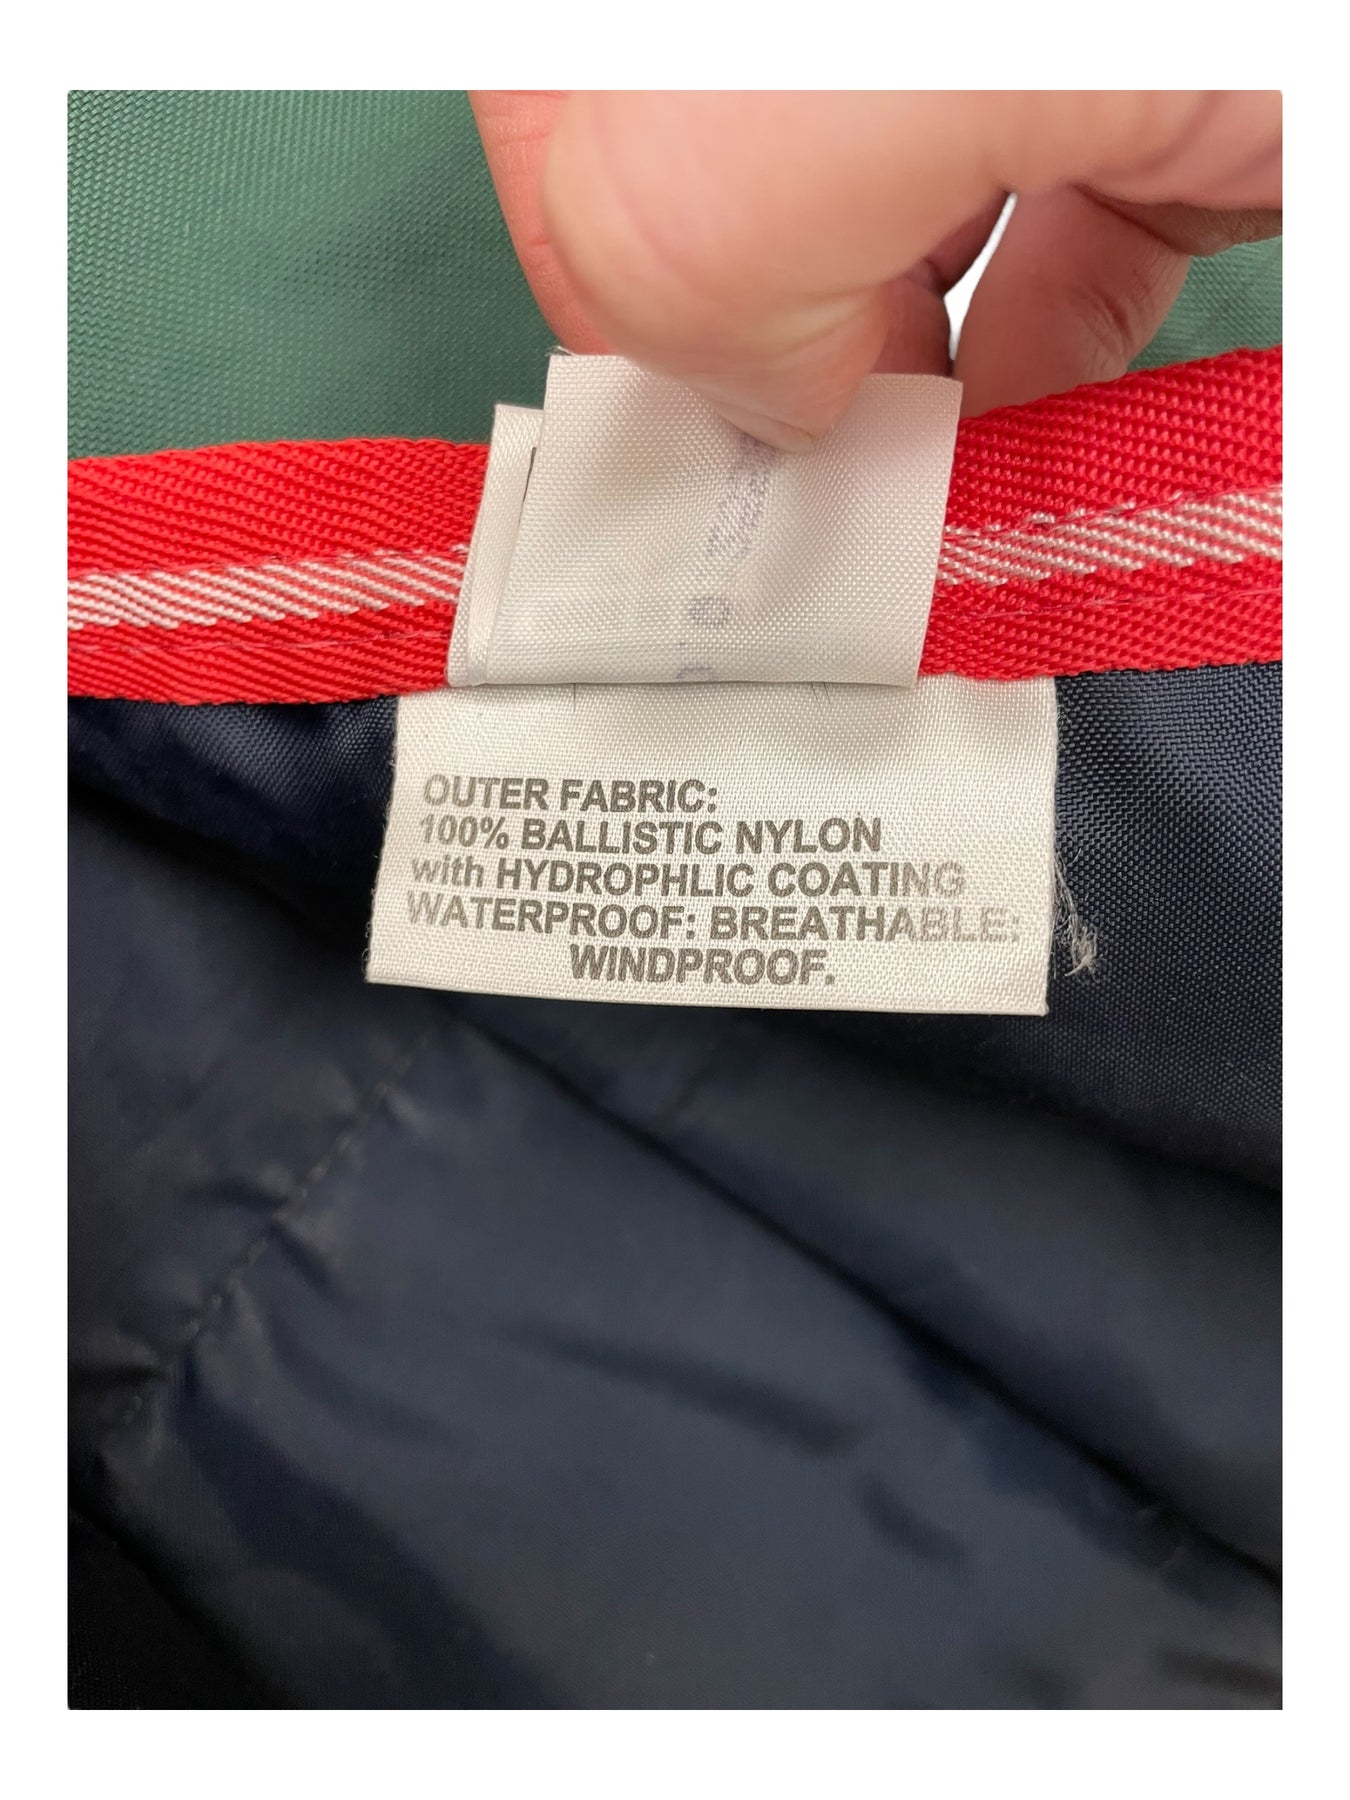 OUTER FABRIC:
100% BALLISTIC NYLON
with HYDROPHLIC COATING
WATERPROOF: BREATHABLE:
WINDPROOF.